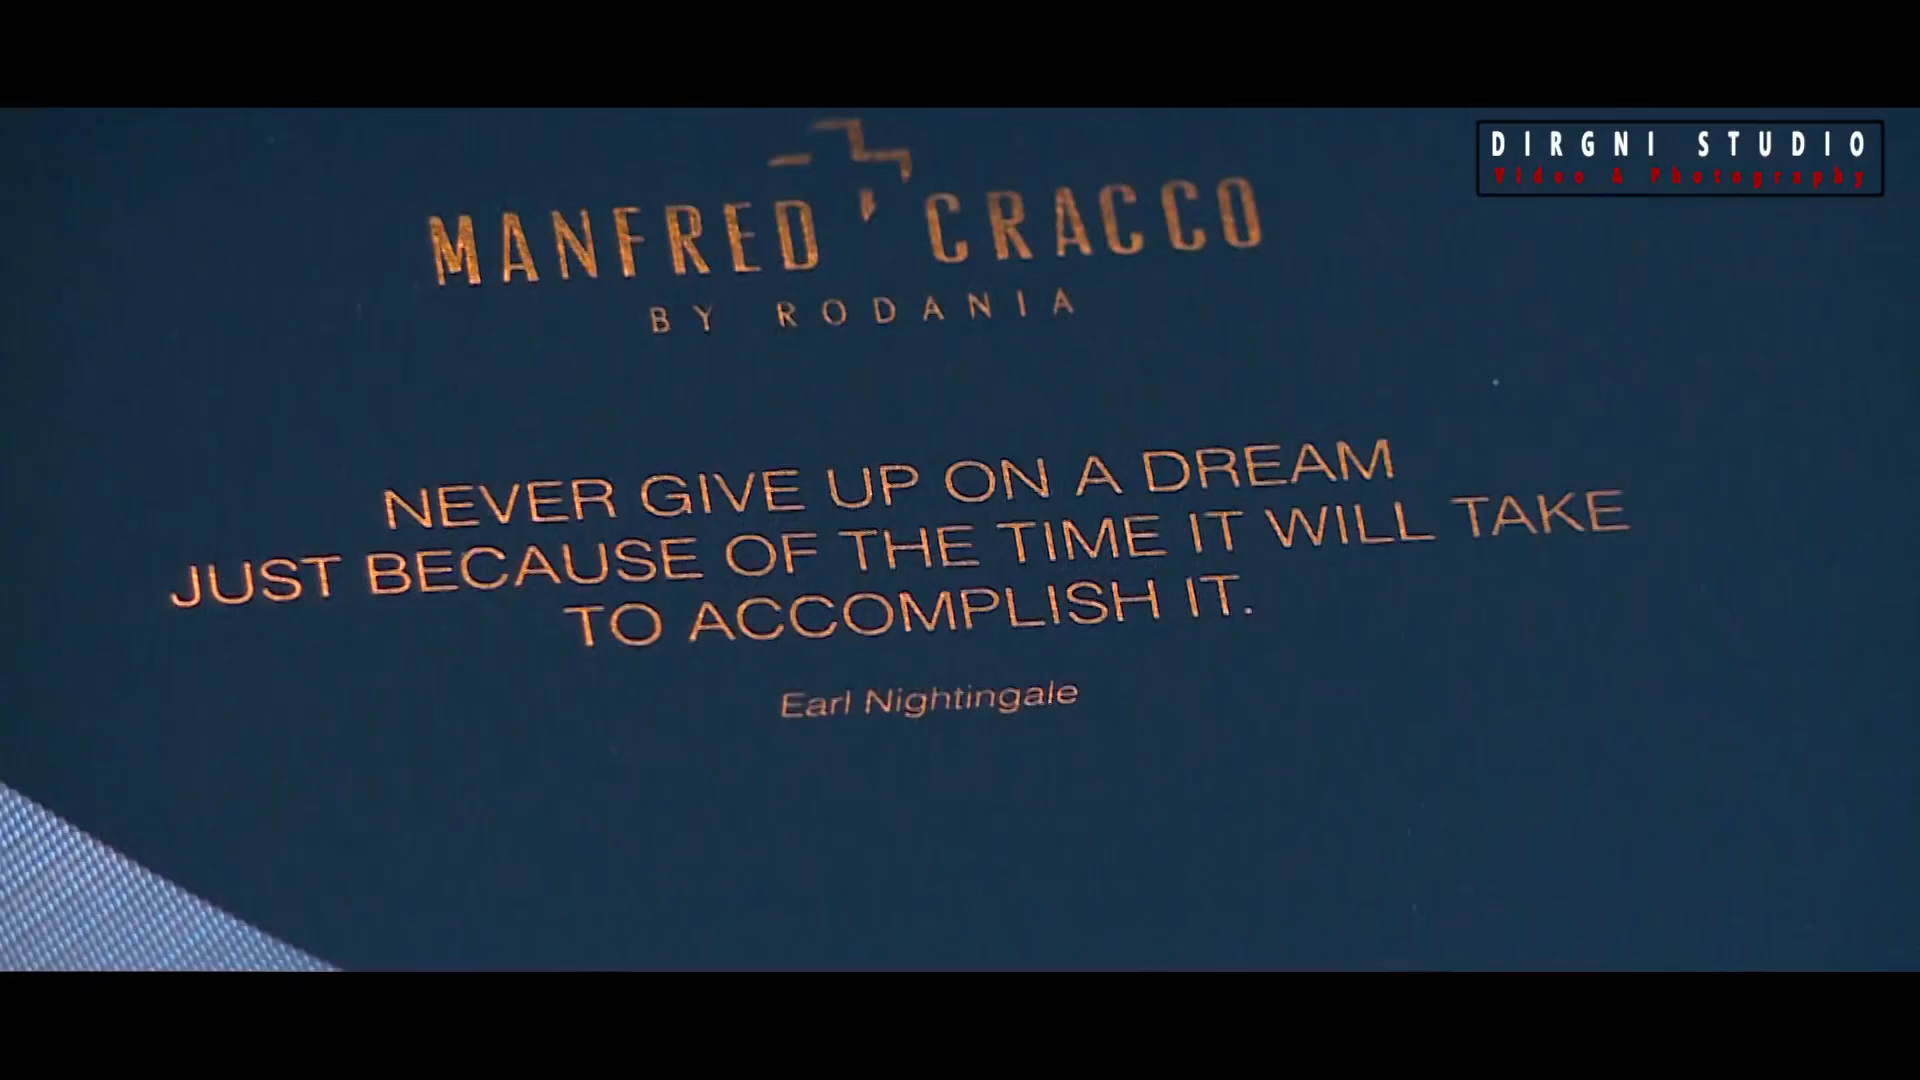 DIRGNI STUDIO
Video & Photography
MANFRED CRACCO
BY RODANIA
NEVER GIVE UP ON A DREAM
JUST BECAUSE OF THE TIME IT WILL TAKE
TO ACCOMPLISH IT.
Earl Nightingale